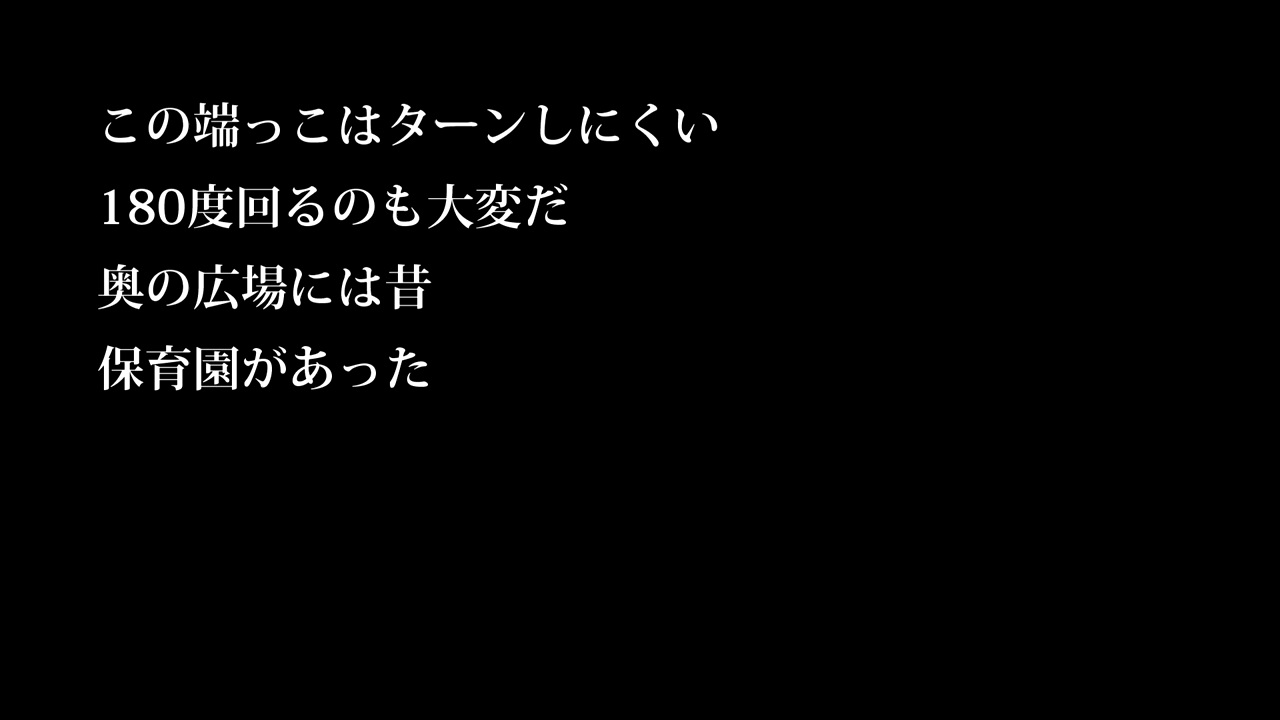 この端っこはターンしにくい
180度回るのも大変だ
奥の広場には昔
保育園があった